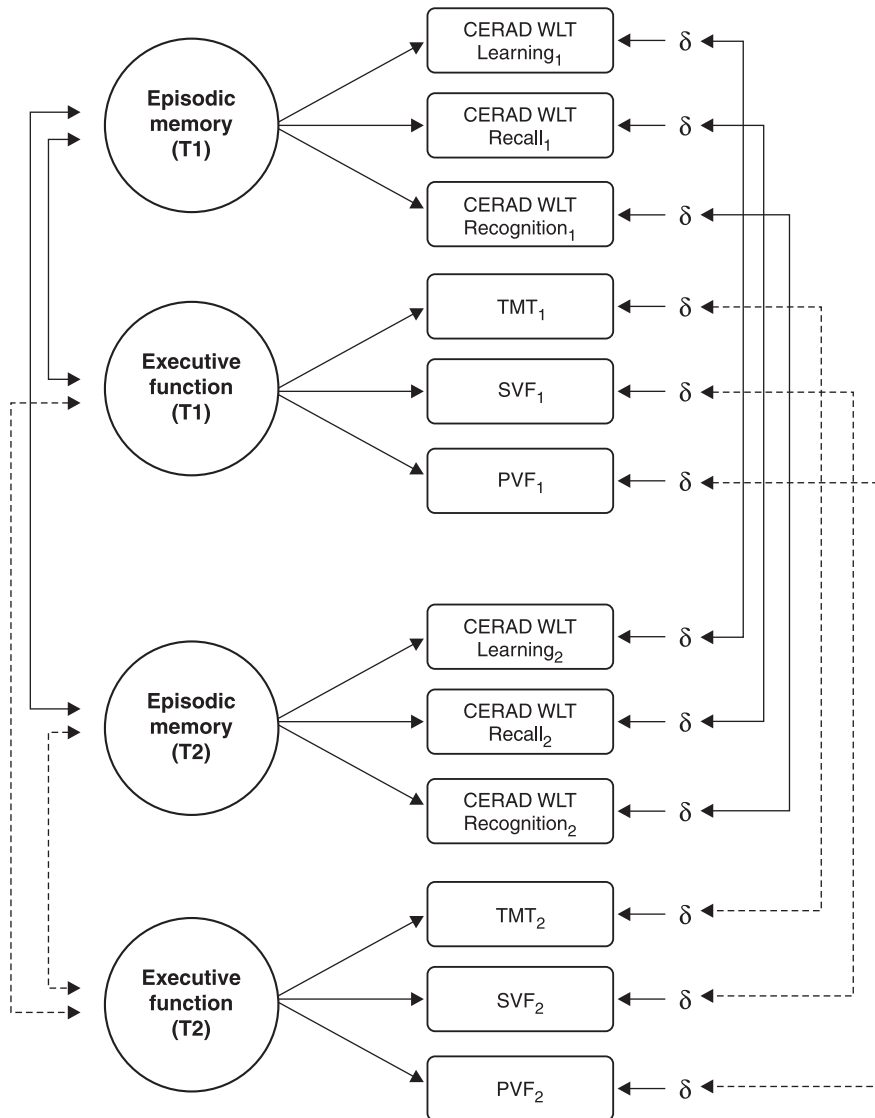 Episodic
memory
(T1)
CERAD WLT
Learning₁
δ
CERAD WLT
Recall₁
δ
CERAD WLT
Recognition₁
δ
Executive
function
(T1)
TMT₁
δ
SVF₁
δ
PVF₁
δ
Episodic
memory
(T2)
CERAD WLT
Learning₂
δ
CERAD WLT
Recall₂
δ
CERAD WLT
Recognition₂
δ
Executive
function
(T2)
TMT₂
δ
SVF₂
δ
PVF₂
δ